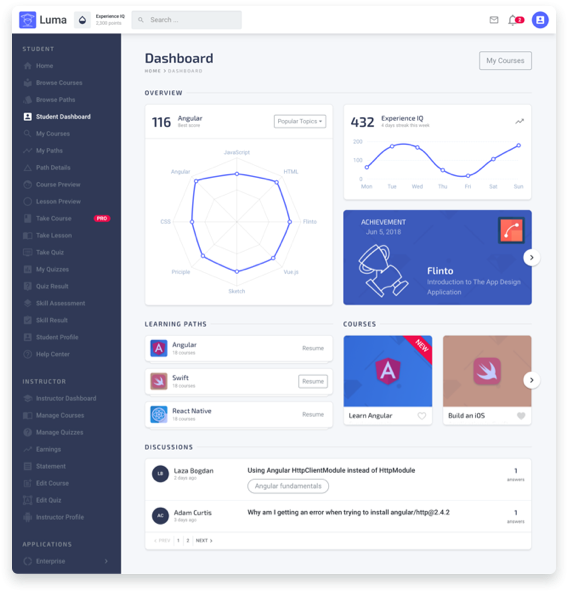 Luma
Experience IQ
2,300 points
Search ...
2
STUDENT
Home
Browse Courses
Browse Paths
Student Dashboard
My Courses
My Paths
Path Details
Course Preview
Lesson Preview
Take Course PRO
Take Lesson
Take Quiz
My Quizzes
Quiz Result
Skill Assessment
Skill Result
Student Profile
Help Center
INSTRUCTOR
Instructor Dashboard
Manage Courses
Manage Quizzes
Earnings
Statement
Edit Course
Edit Quiz
Instructor Profile
APPLICATIONS
Enterprise
Dashboard
HOME > DASHBOARD
My Courses
OVERVIEW
116 Angular
Best score
Popular Topics
JavaScript
HTML
Flinto
Vue.js
Sketch
Priciple
CSS
Angular
432 Experience IQ
4 days streak this week
200
100
0
Mon Tue Wed Thu Fri Sat Sun
ACHIEVEMENT
Jun 5, 2018
Flinto
Introduction to The App Design
Application
LEARNING PATHS
Angular
18 courses
Resume
Swift
18 courses
Resume
React Native
18 courses
Resume
COURSES
NEW
Learn Angular
Build an iOS
DISCUSSIONS
LB Laza Bogdan
2 days ago
Using Angular HttpClientModule instead of HttpModule
Angular fundamentals
1
answers
AC Adam Curtis
3 days ago
Why am I getting an error when trying to install angular/http@2.4.2
1
answers
< PREV 1 2 NEXT >